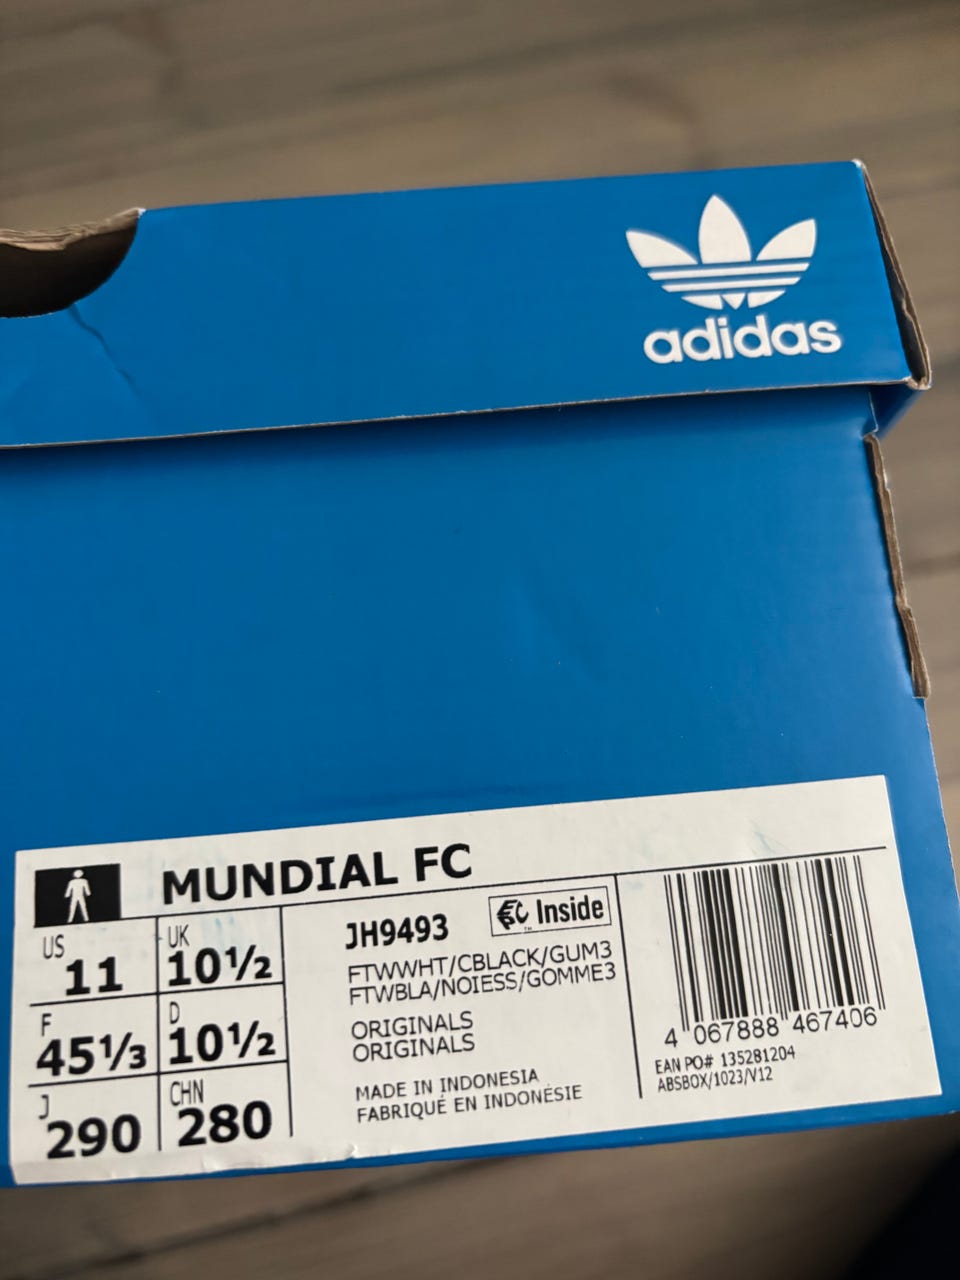 adidas
MUNDIAL FC
US
11
UK
10½
F
45⅓
D
10½
J
290
CHN
280
JH9493
Inside
™
FTWWHT/CBLACK/GUM3
FTWBLA/NOIESS/GOMME3
ORIGINALS
ORIGINALS
MADE IN INDONESIA
FABRIQUÉ EN INDONÉSIE
4 067888 467406
EAN PO# 135281204
ABSBOX/1023/V12